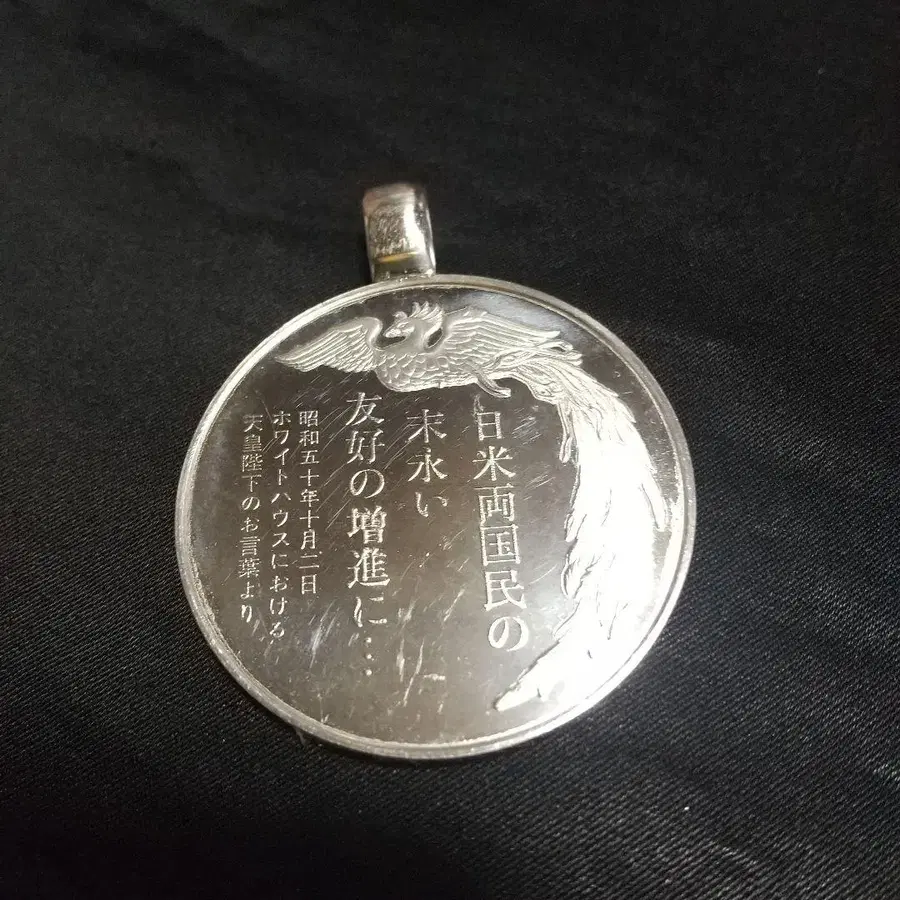 日米両国民の
末永い
友好の増進に…
昭和五十年十月二日
ホワイトハウスにおける
天皇陛下のお言葉より